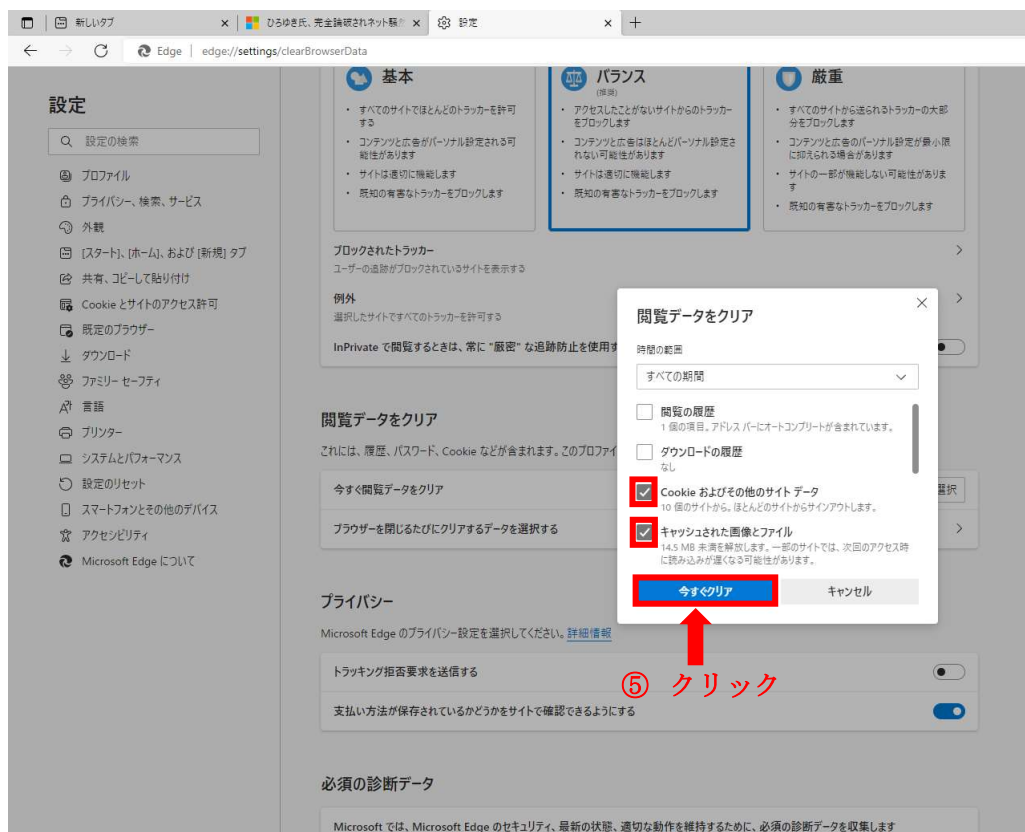 新しいタブ
ひろゆき氏、完全論破されネット騒然
設定
Edge | edge://settings/clearBrowserData
設定
設定の検索
プロファイル
プライバシー、検索、サービス
外観
[スタート]、[ホーム]、および [新規] タブ
共有、コピーして貼り付け
Cookie とサイトのアクセス許可
既定のブラウザー
ダウンロード
ファミリー セーフティ
言語
プリンター
システムとパフォーマンス
設定のリセット
スマートフォンとその他のデバイス
アクセシビリティ
Microsoft Edge について
基本
・ すべてのサイトでほとんどのトラッカーを許可
する
・ コンテンツと広告がパーソナル設定される可
能性があります
・ サイトは適切に機能します
・ 既知の有害なトラッカーをブロックします
バランス
(推奨)
・ アクセスしたことがないサイトからのトラッカー
をブロックします
・ コンテンツと広告はほとんどパーソナル設定さ
れない可能性があります
・ サイトは適切に機能します
・ 既知の有害なトラッカーをブロックします
厳重
・ すべてのサイトから送られるトラッカーの大部
分をブロックします
・ コンテンツと広告のパーソナル設定が最小限
に抑えられる場合があります
・ サイトの一部が機能しない可能性がありま
す
・ 既知の有害なトラッカーをブロックします
ブロックされたトラッカー
ユーザーの追跡がブロックされているサイトを表示する
例外
選択したサイトですべてのトラッカーを許可する
InPrivate で閲覧するときは、常に "厳密" な追跡防止を使用す
閲覧データをクリア
これには、履歴、パスワード、Cookie などが含まれます。このプロファイ
今すぐ閲覧データをクリア
選択
ブラウザーを閉じるたびにクリアするデータを選択する
閲覧データをクリア
時間の範囲
すべての期間
閲覧の履歴
1 個の項目。アドレス バーにオートコンプリートが含まれています。
ダウンロードの履歴
なし
Cookie およびその他のサイト データ
10 個のサイトから。ほとんどのサイトからサインアウトします。
キャッシュされた画像とファイル
14.5 MB 未満を解放します。一部のサイトでは、次回のアクセス時
に読み込みが遅くなる可能性があります。
今すぐクリア
キャンセル
⑤ クリック
プライバシー
Microsoft Edge のプライバシー設定を選択してください。詳細情報
トラッキング拒否要求を送信する
支払い方法が保存されているかどうかをサイトで確認できるようにする
必須の診断データ
Microsoft では、Microsoft Edge のセキュリティ、最新の状態、適切な動作を維持するために、必須の診断データを収集します